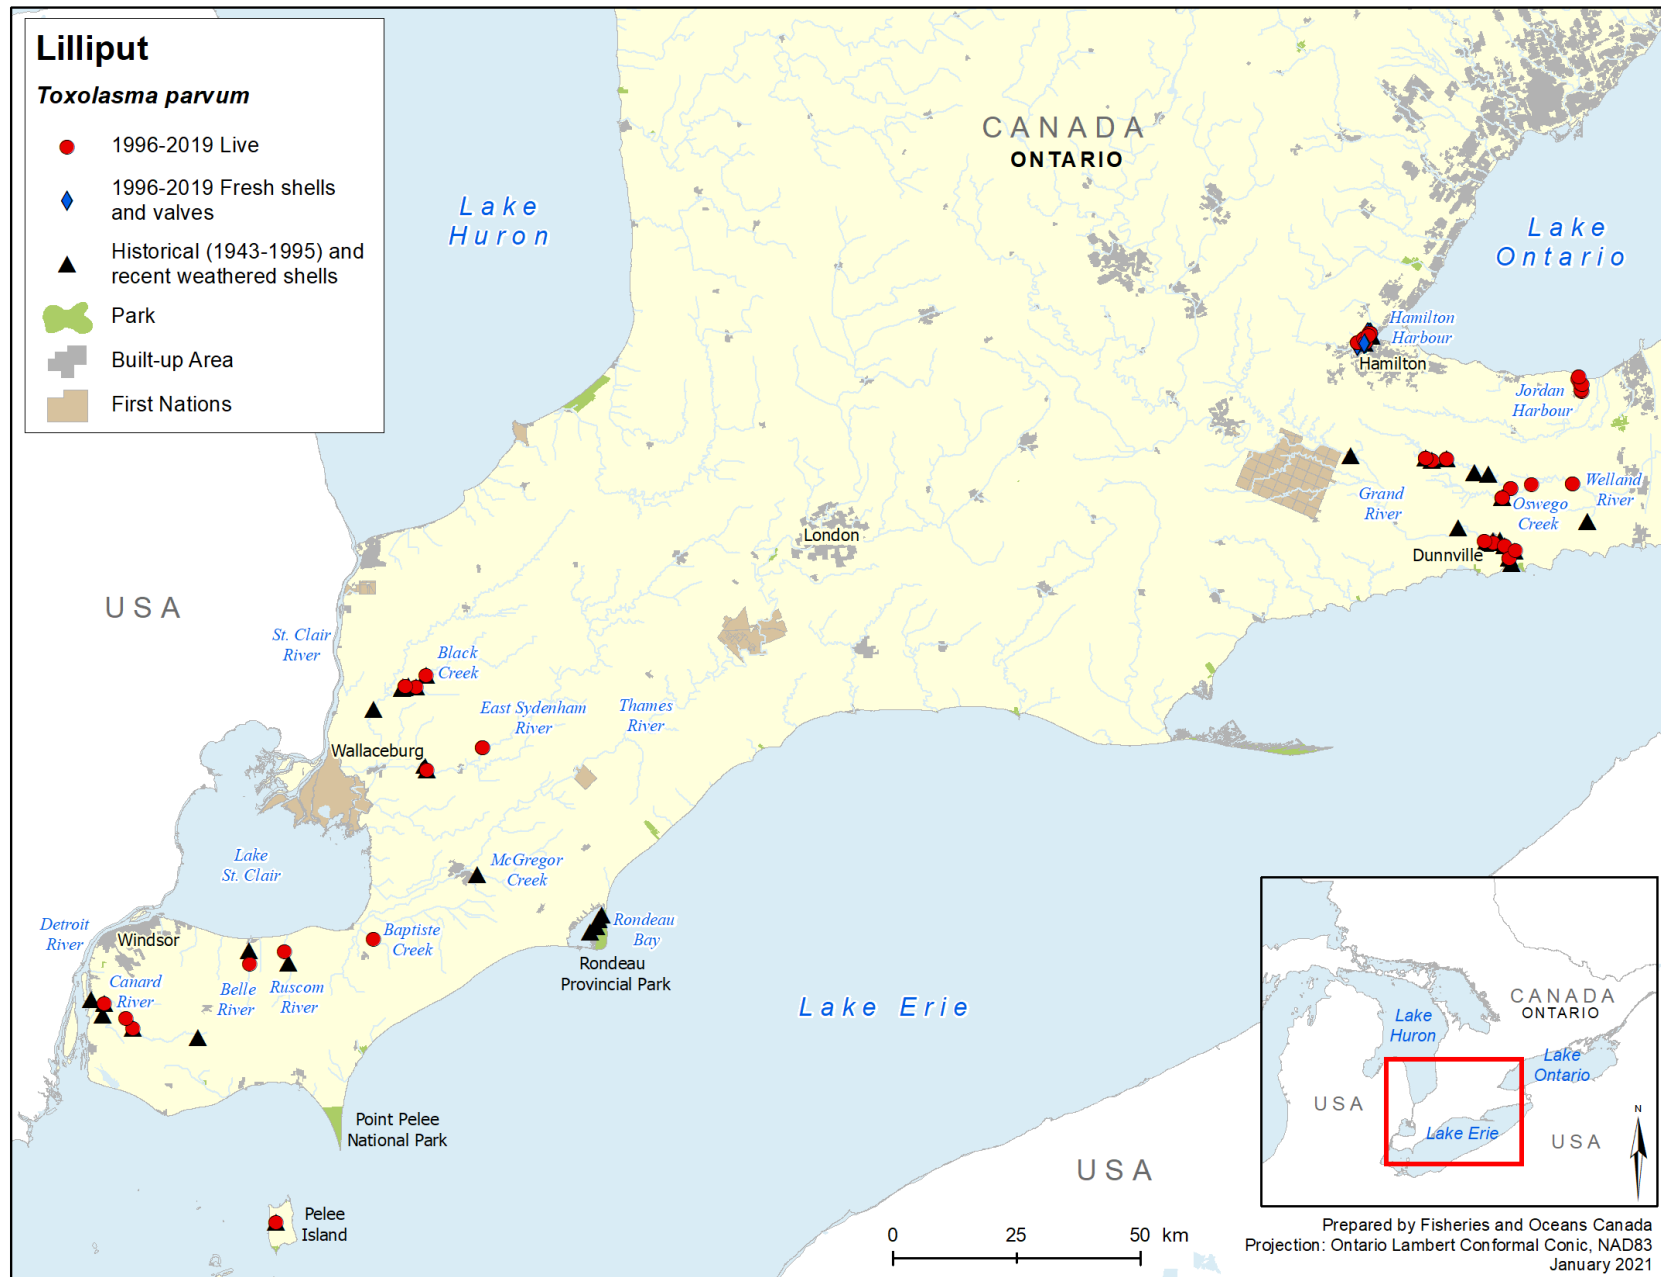 Lilliput
Toxolasma parvum
1996-2019 Live
1996-2019 Fresh shells
and valves
Historical (1943-1995) and
recent weathered shells
Park
Built-up Area
First Nations
CANADA
ONTARIO
Lake
Huron
Lake
Ontario
Hamilton
Harbour
Hamilton
Jordan
Harbour
Grand
River
Welland
River
Oswego
Creek
Dunnville
London
USA
St. Clair
River
Black
Creek
East Sydenham
River
Thames
River
Wallaceburg
Lake
St. Clair
McGregor
Creek
Detroit
River
Windsor
Baptiste
Creek
Rondeau
Bay
Rondeau
Provincial Park
Canard
River
Belle
River
Ruscom
River
Lake Erie
Point Pelee
National Park
Pelee
Island
USA
0 25 50 km
CANADA
ONTARIO
Lake
Huron
Lake
Ontario
USA
Lake Erie
USA
N
Prepared by Fisheries and Oceans Canada
Projection: Ontario Lambert Conformal Conic, NAD83
January 2021